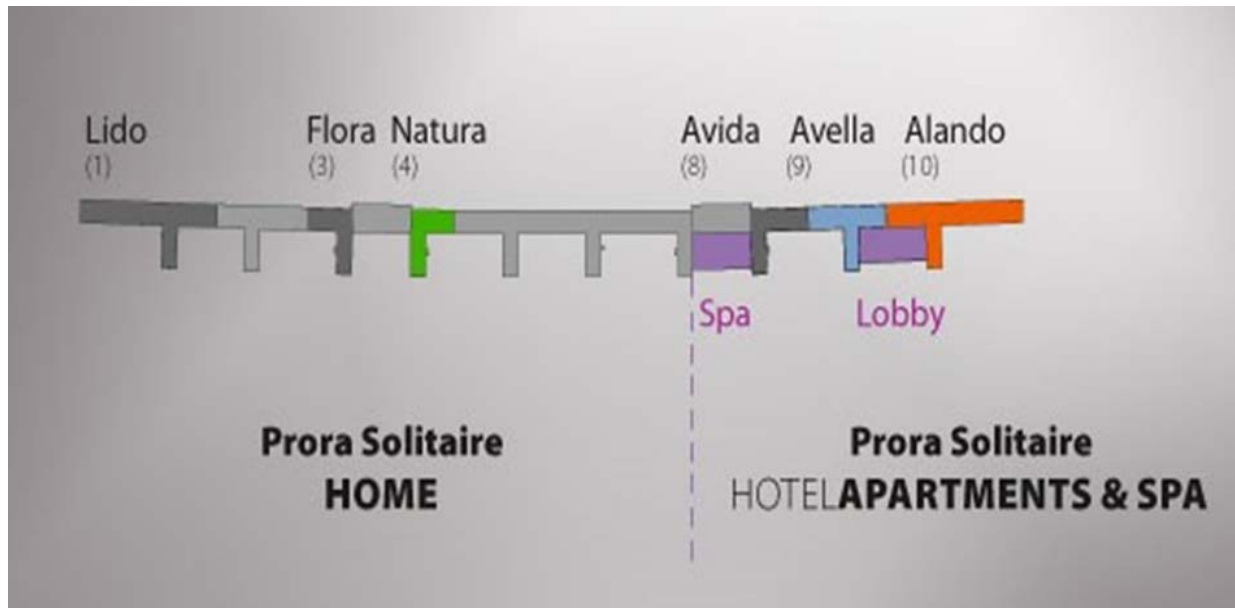 Lido Flora Natura Avida Avella Alando
(1) (3) (4) (8) (9) (10)
Spa Lobby
Prora Solitaire
HOME
Prora Solitaire
HOTELAPARTMENTS & SPA